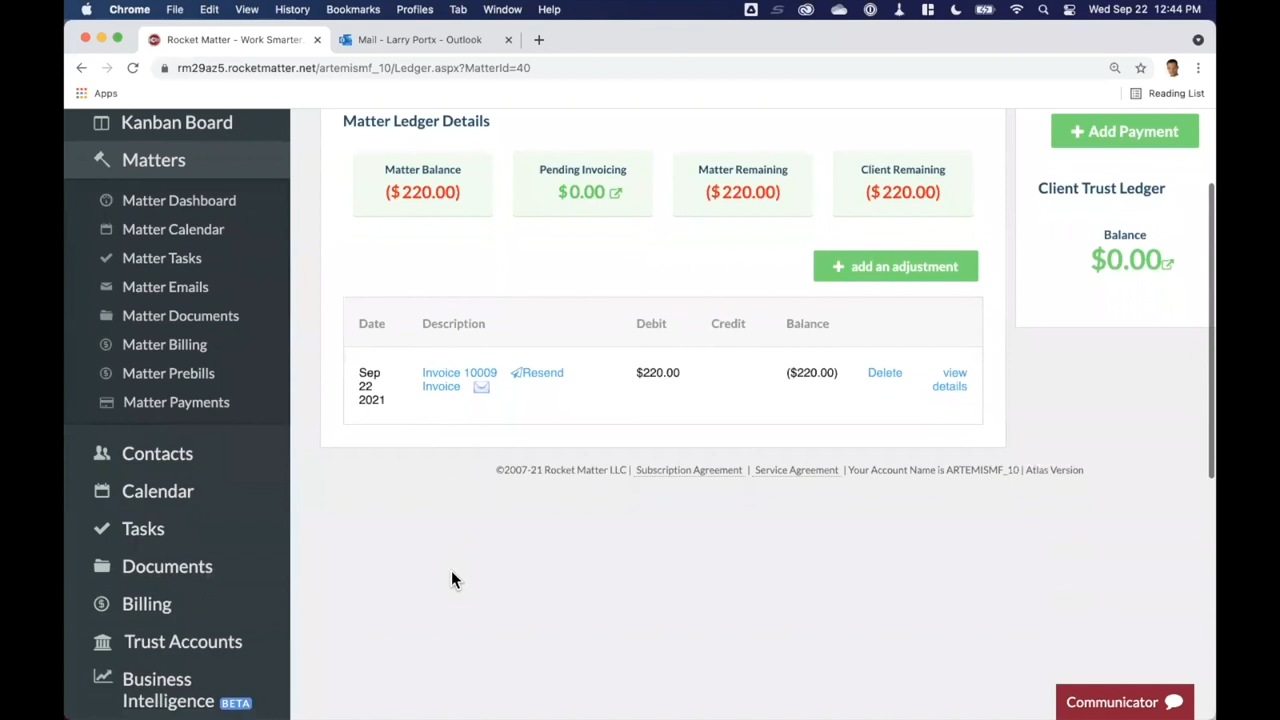 Chrome File Edit View History Bookmarks Profiles Tab Window Help Wed Sep 22 12:44 PM
Rocket Matter - Work Smarter Mail - Larry Portx - Outlook
rm29az5.rocketmatter.net/artemismf_10/Ledger.aspx?MatterId=40
Apps Reading List
Kanban Board
Matters
Matter Dashboard
Matter Calendar
Matter Tasks
Matter Emails
Matter Documents
Matter Billing
Matter Prebills
Matter Payments
Contacts
Calendar
Tasks
Documents
Billing
Trust Accounts
Business
Intelligence BETA
Matter Ledger Details
Matter Balance Pending Invoicing Matter Remaining Client Remaining
($220.00) $0.00 ($220.00) ($220.00)
+ add an adjustment
Date Description Debit Credit Balance
Sep Invoice 10009 Resend $220.00 ($220.00) Delete view
22 Invoice details
2021
+ Add Payment
Client Trust Ledger
Balance
$0.00
©2007-21 Rocket Matter LLC | Subscription Agreement | Service Agreement | Your Account Name is ARTEMISMF_10 | Atlas Version
Communicator